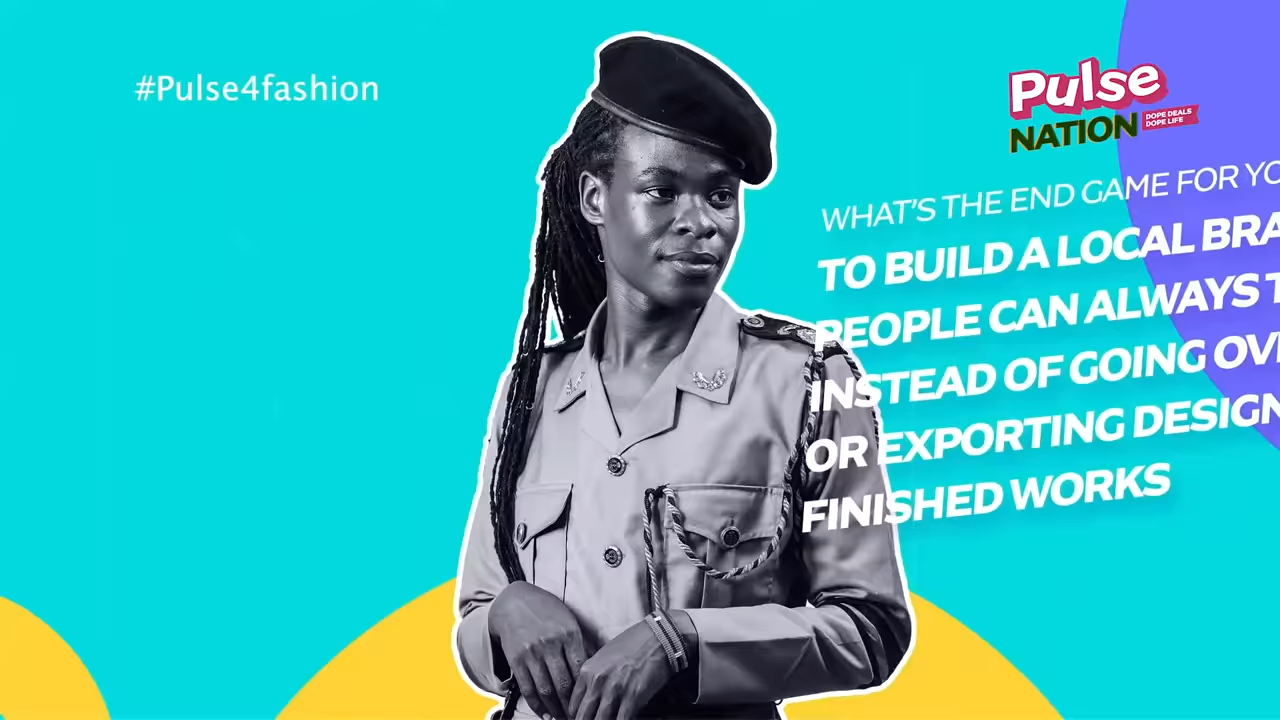 #Pulse4fashion
Pulse
NATION
DOPE DEALS
DOPE LIFE
WHAT'S THE END GAME FOR YO
TO BUILD A LOCAL BRA
PEOPLE CAN ALWAYS T
INSTEAD OF GOING OV
OR EXPORTING DESIGN
FINISHED WORKS